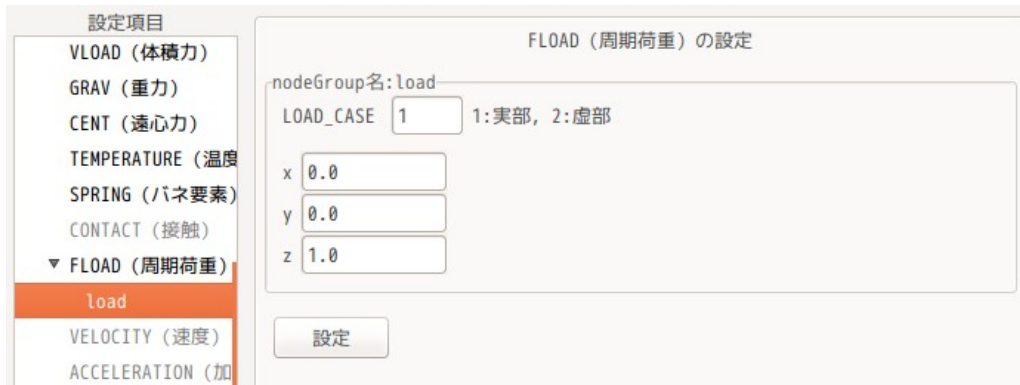 設定項目
VLOAD (体積力)
GRAV (重力)
CENT (遠心力)
TEMPERATURE (温度
SPRING (バネ要素)
CONTACT (接触)
▼ FLOAD (周期荷重)
load
VELOCITY (速度)
ACCELERATION (加
FLOAD (周期荷重) の設定
nodeGroup名:load
LOAD_CASE 1 1:実部, 2:虚部
x 0.0
y 0.0
z 1.0
設定